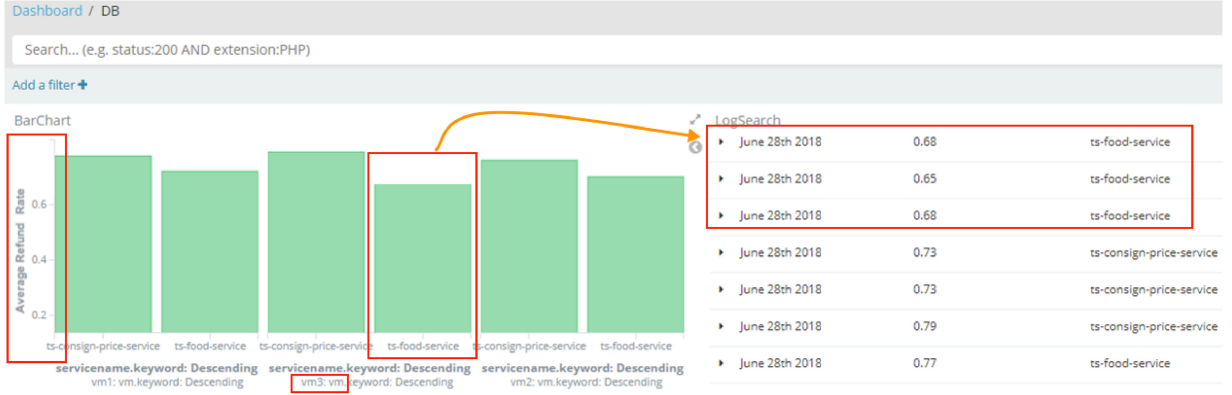 Dashboard / DB
Search... (e.g. status:200 AND extension:PHP)
Add a filter +
BarChart
Average Refund Rate
0.6
0.4
0.2
ts-consign-price-service ts-food-service ts-consign-price-service ts-food-service ts-consign-price-service ts-food-service
servicename.keyword: Descending servicename.keyword: Descending servicename.keyword: Descending
vm1: vm.keyword: Descending vm3: vm.keyword: Descending vm2: vm.keyword: Descending
LogSearch
June 28th 2018 0.68 ts-food-service
June 28th 2018 0.65 ts-food-service
June 28th 2018 0.68 ts-food-service
June 28th 2018 0.73 ts-consign-price-service
June 28th 2018 0.73 ts-consign-price-service
June 28th 2018 0.79 ts-consign-price-service
June 28th 2018 0.77 ts-food-service